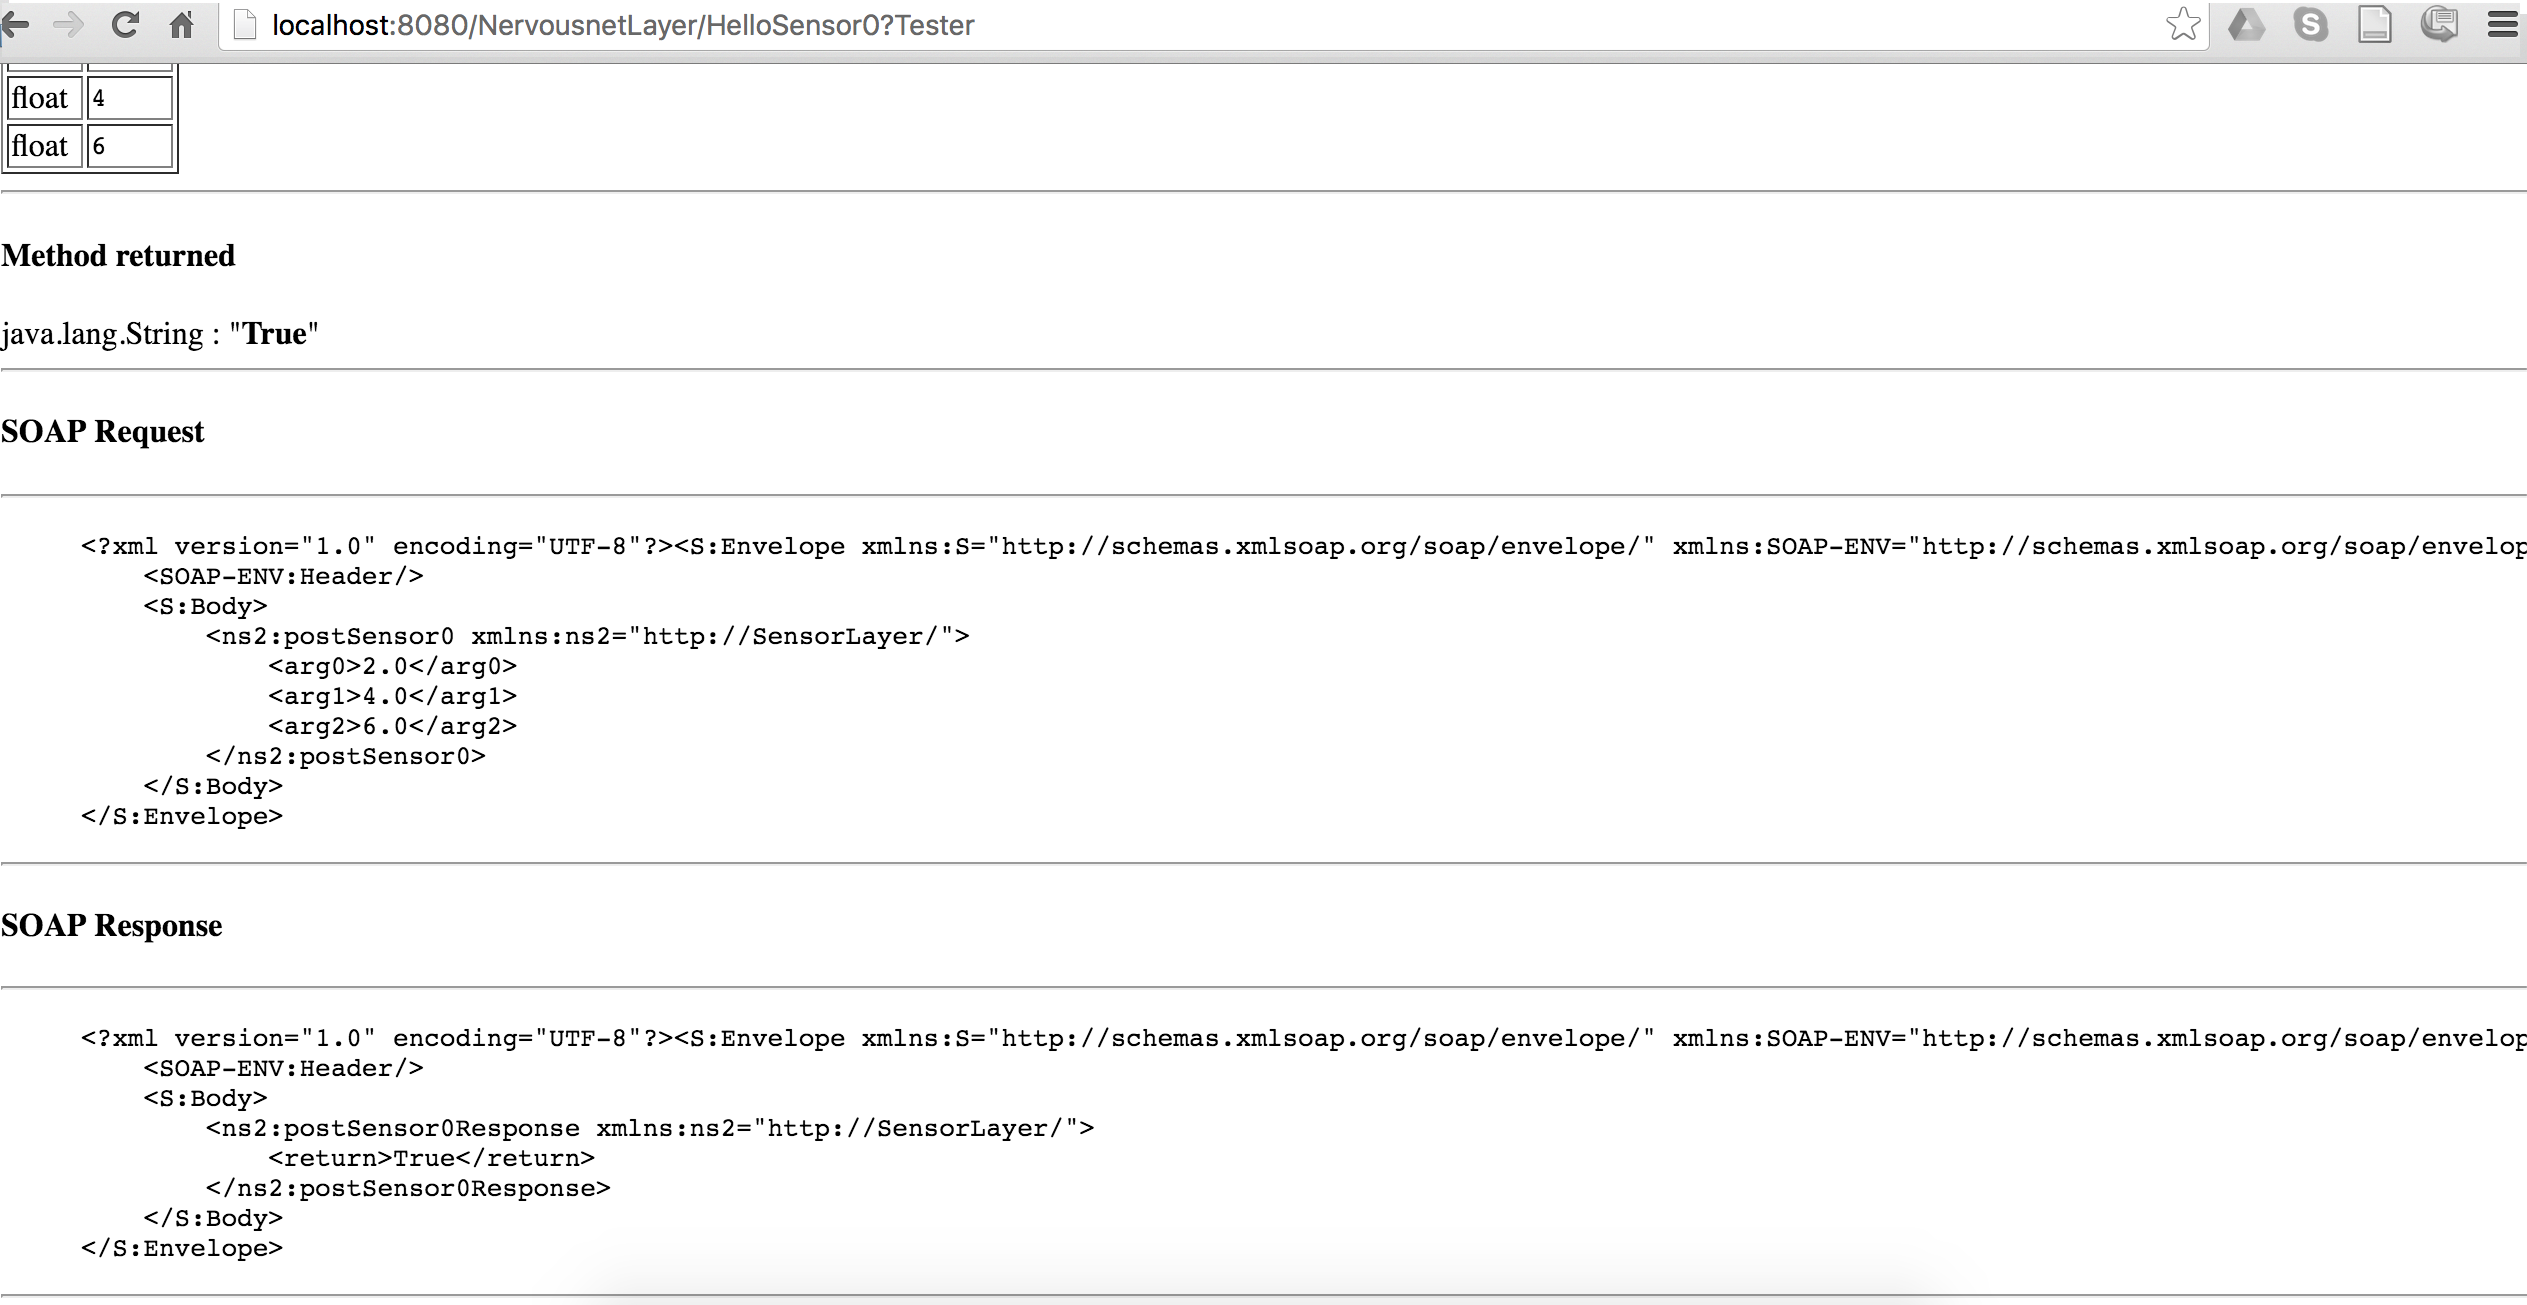 localhost:8080/NervousnetLayer/HelloSensor0?Tester
float 4
float 6
Method returned
java.lang.String : "True"
SOAP Request
<?xml version="1.0" encoding="UTF-8"?><S:Envelope xmlns:S="http://schemas.xmlsoap.org/soap/envelope/" xmlns:SOAP-ENV="http://schemas.xmlsoap.org/soap/envelop
<SOAP-ENV:Header/>
<S:Body>
<ns2:postSensor0 xmlns:ns2="http://SensorLayer/">
<arg0>2.0</arg0>
<arg1>4.0</arg1>
<arg2>6.0</arg2>
</ns2:postSensor0>
</S:Body>
</S:Envelope>
SOAP Response
<?xml version="1.0" encoding="UTF-8"?><S:Envelope xmlns:S="http://schemas.xmlsoap.org/soap/envelope/" xmlns:SOAP-ENV="http://schemas.xmlsoap.org/soap/envelop
<SOAP-ENV:Header/>
<S:Body>
<ns2:postSensor0Response xmlns:ns2="http://SensorLayer/">
<return>True</return>
</ns2:postSensor0Response>
</S:Body>
</S:Envelope>